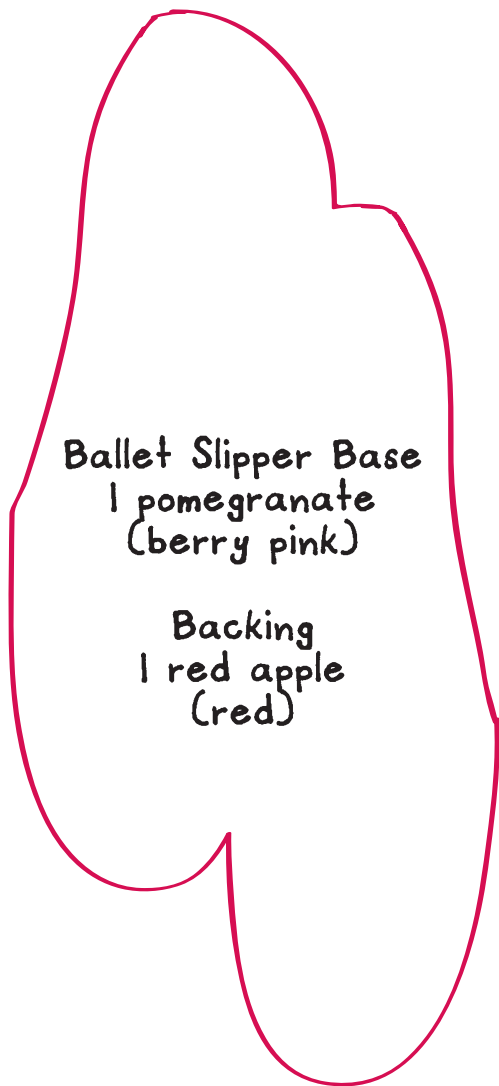 Ballet Slipper Base
1 pomegranate
(berry pink)
Backing
1 red apple
(red)